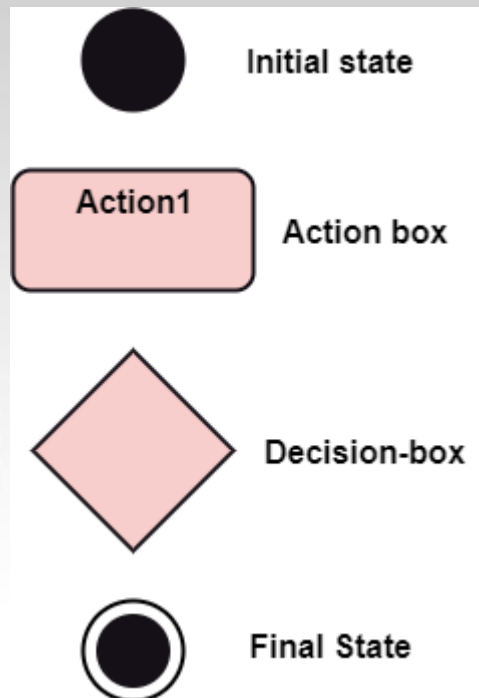 Initial state
Action1
Action box
Decision-box
Final State